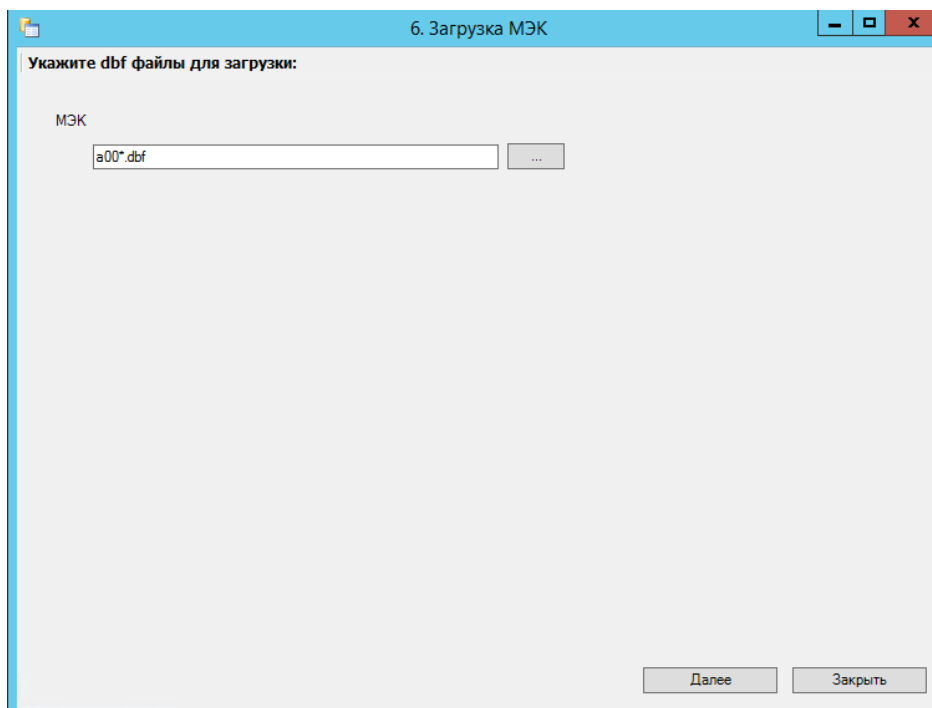 6. Загрузка МЭК
Укажите dbf файлы для загрузки:
МЭК
a00*.dbf
...
Далее
Закрыть